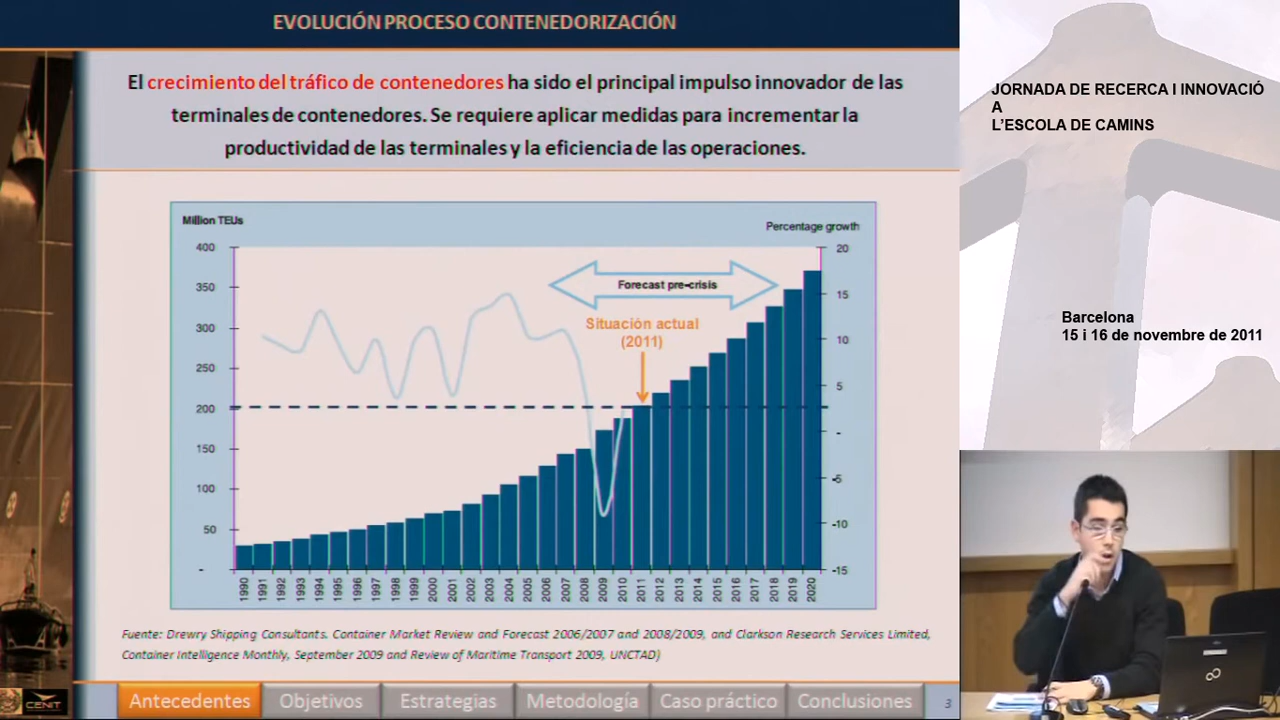 EVOLUCIÓN PROCESO CONTENEDORIZACIÓN
El crecimiento del tráfico de contenedores ha sido el principal impulso innovador de las
terminales de contenedores. Se requiere aplicar medidas para incrementar la
productividad de las terminales y la eficiencia de las operaciones.
Million TEUs
Percentage growth
400
350
300
250
200
150
100
50
-
20
15
10
5
-
-5
-10
-15
Forecast pre-crisis
Situación actual
(2011)
1990 1991 1992 1993 1994 1995 1996 1997 1998 1999 2000 2001 2002 2003 2004 2005 2006 2007 2008 2009 2010 2011 2012 2013 2014 2015 2016 2017 2018 2019 2020
Fuente: Drewry Shipping Consultants. Container Market Review and Forecast 2006/2007 and 2008/2009, and Clarkson Research Services Limited,
Container Intelligence Monthly, September 2009 and Review of Maritime Transport 2009, UNCTAD)
CENIT
Antecedentes Objetivos Estrategias Metodología Caso práctico Conclusiones 3
JORNADA DE RECERCA I INNOVACIÓ
A
L'ESCOLA DE CAMINS
Barcelona
15 i 16 de novembre de 2011